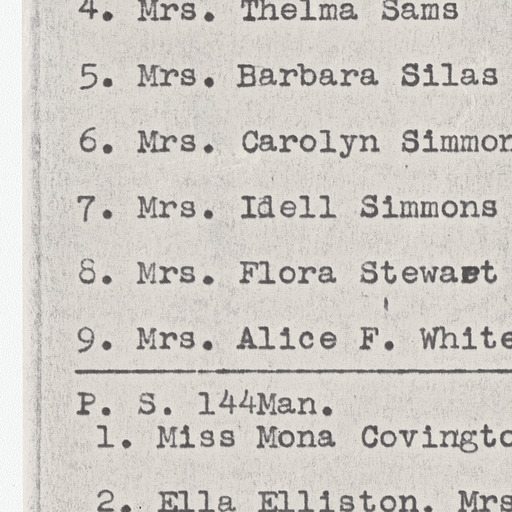 4. Mrs. Thelma Sams
5. Mrs. Barbara Silas
6. Mrs. Carolyn Simmon
7. Mrs. Idell Simmons
8. Mrs. Flora Stewart
9. Mrs. Alice F. White
P. S. 144Man.
1. Miss Mona Covingto
2. Ella Elliston. Mrs